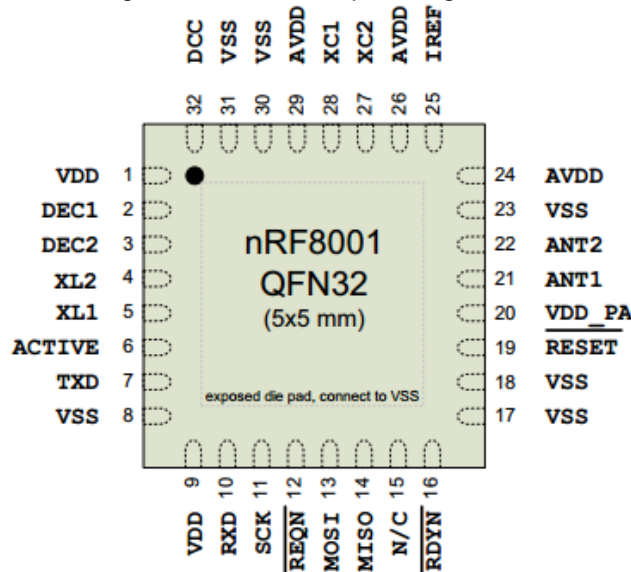 DCC VSS VSS AVDD XC1 XC2 AVDD IREF
32 31 30 29 28 27 26 25
VDD 1
DEC1 2
DEC2 3
XL2 4
XL1 5
ACTIVE 6
TXD 7
VSS 8
nRF8001
QFN32
(5x5 mm)
exposed die pad, connect to VSS
24 AVDD
23 VSS
22 ANT2
21 ANT1
20 VDD_PA
19 RESET
18 VSS
17 VSS
9 10 11 12 13 14 15 16
VDD RXD SCK REQN MOSI MISO N/C RDYN